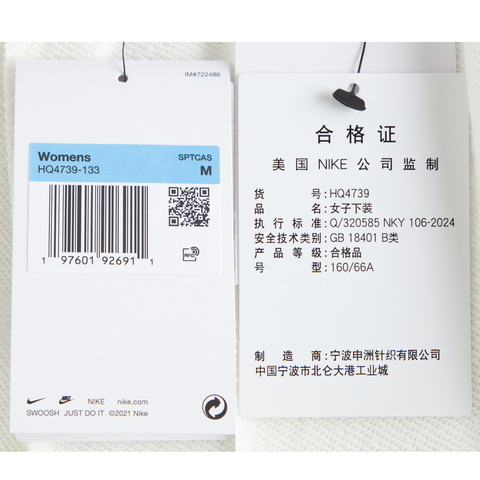 IM#722486
Womens SPTCAS
HQ4739-133 M
RFID
1 97601 92691 1
NIKE nike.com
SWOOSH JUST DO IT ©2021 Nike
合格证
美国 NIKE 公司监制
货号:HQ4739
品名:女子下装
执行标准:Q/320585 NKY 106-2024
安全技术类别:GB 18401 B类
产品等级:合格品
号型:160/66A
制造商:宁波申洲针织有限公司
中国宁波市北仑大港工业城